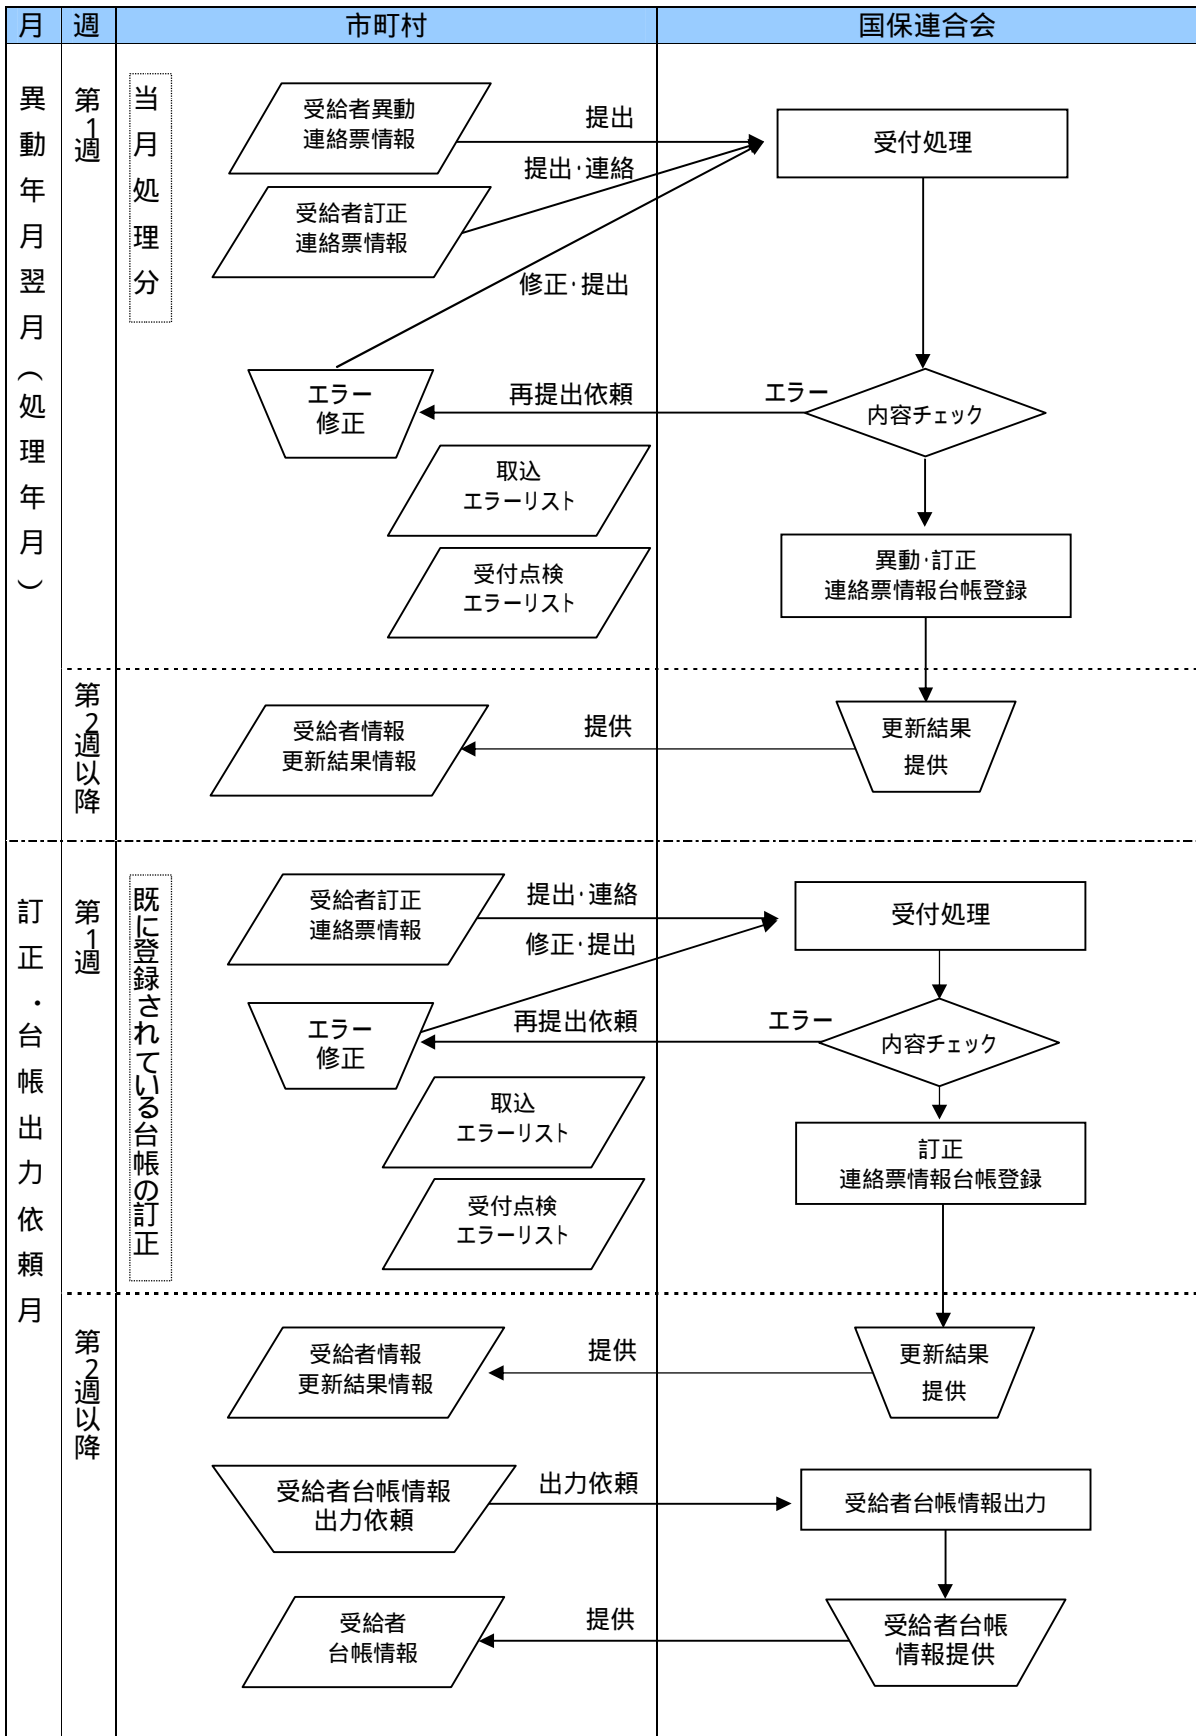 月
週
市町村
国保連合会
異動年月翌月（処理年月）
第1週
当月処理分
受給者異動
連絡票情報
提出
受付処理
提出・連絡
受給者訂正
連絡票情報
修正・提出
エラー
修正
再提出依頼
エラー
内容チェック
取込
エラーリスト
受付点検
エラーリスト
異動・訂正
連絡票情報台帳登録
第2週以降
受給者情報
更新結果情報
提供
更新結果
提供
訂正・台帳出力依頼月
第1週
既に登録されている台帳の訂正
受給者訂正
連絡票情報
提出・連絡
受付処理
修正・提出
エラー
修正
再提出依頼
エラー
内容チェック
取込
エラーリスト
訂正
連絡票情報台帳登録
受付点検
エラーリスト
第2週以降
受給者情報
更新結果情報
提供
更新結果
提供
受給者台帳情報
出力依頼
出力依頼
受給者台帳情報出力
受給者
台帳情報
提供
受給者台帳
情報提供